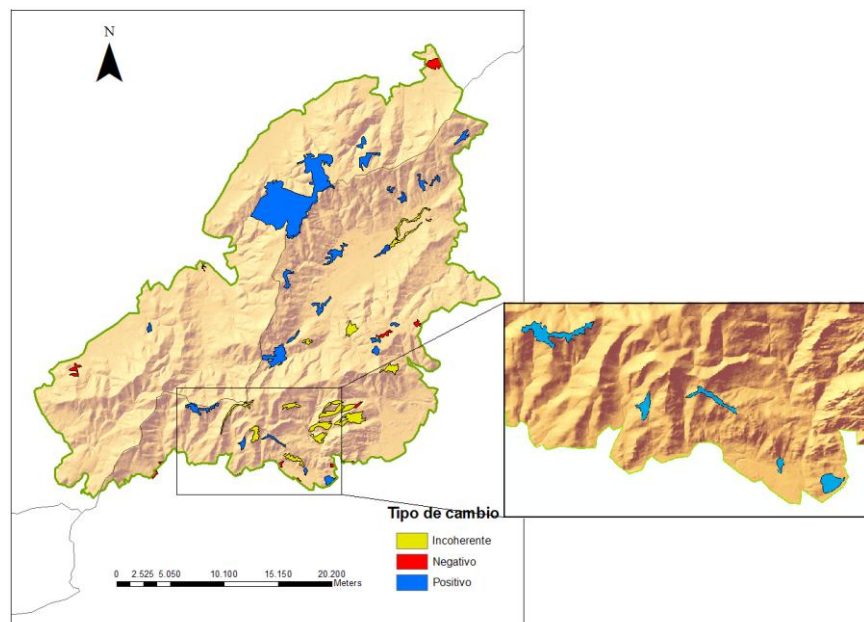 N
Tipo de cambio
Incoherente
Negativo
Positivo
0 2.525 5.050 10.100 15.150 20.200
Meters